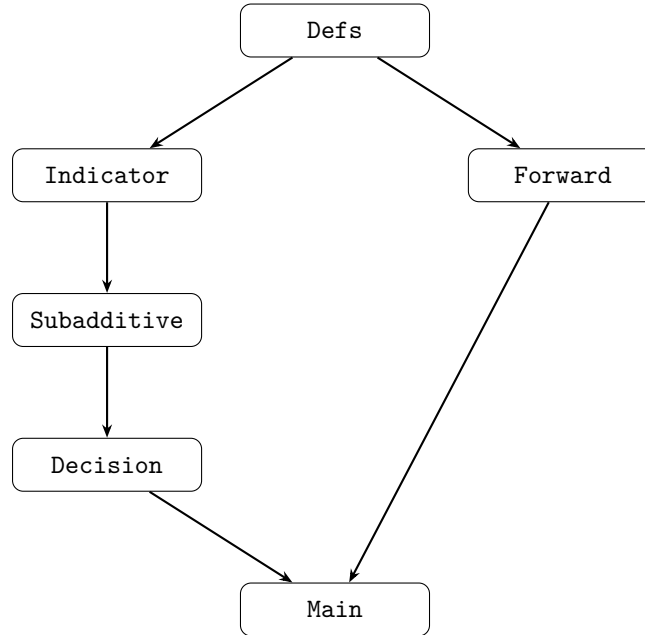 Defs
Indicator
Forward
Subadditive
Decision
Main